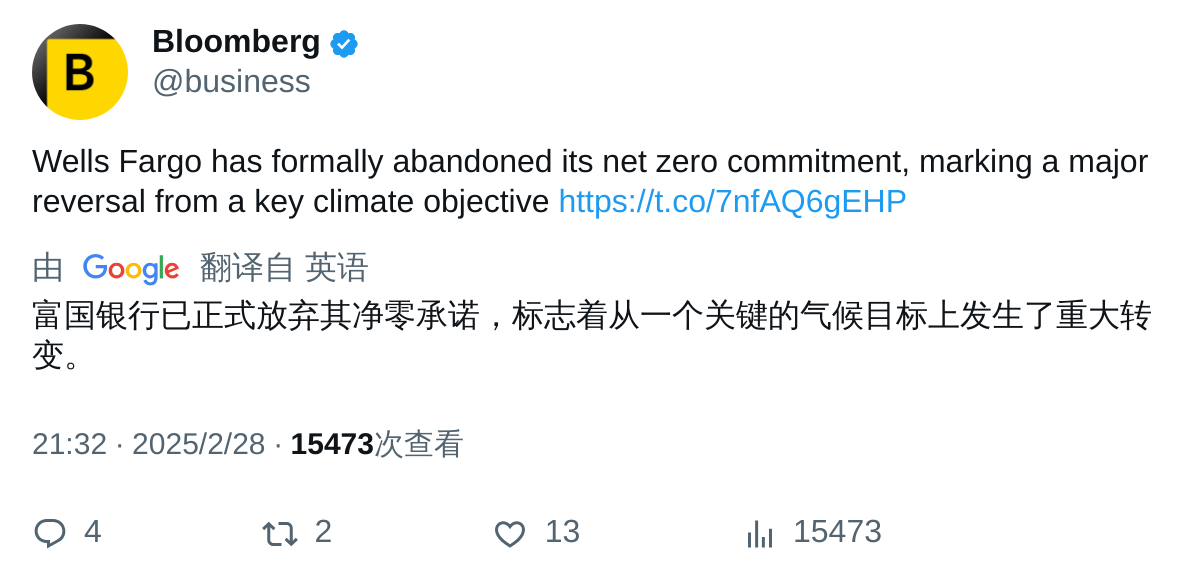 B
Bloomberg
@business
Wells Fargo has formally abandoned its net zero commitment, marking a major
reversal from a key climate objective https://t.co/7nfAQ6gEHP
由 Google 翻译自 英语
富国银行已正式放弃其净零承诺，标志着从一个关键的气候目标上发生了重大转
变。
21:32 · 2025/2/28 · 15473次查看
4 2 13 15473